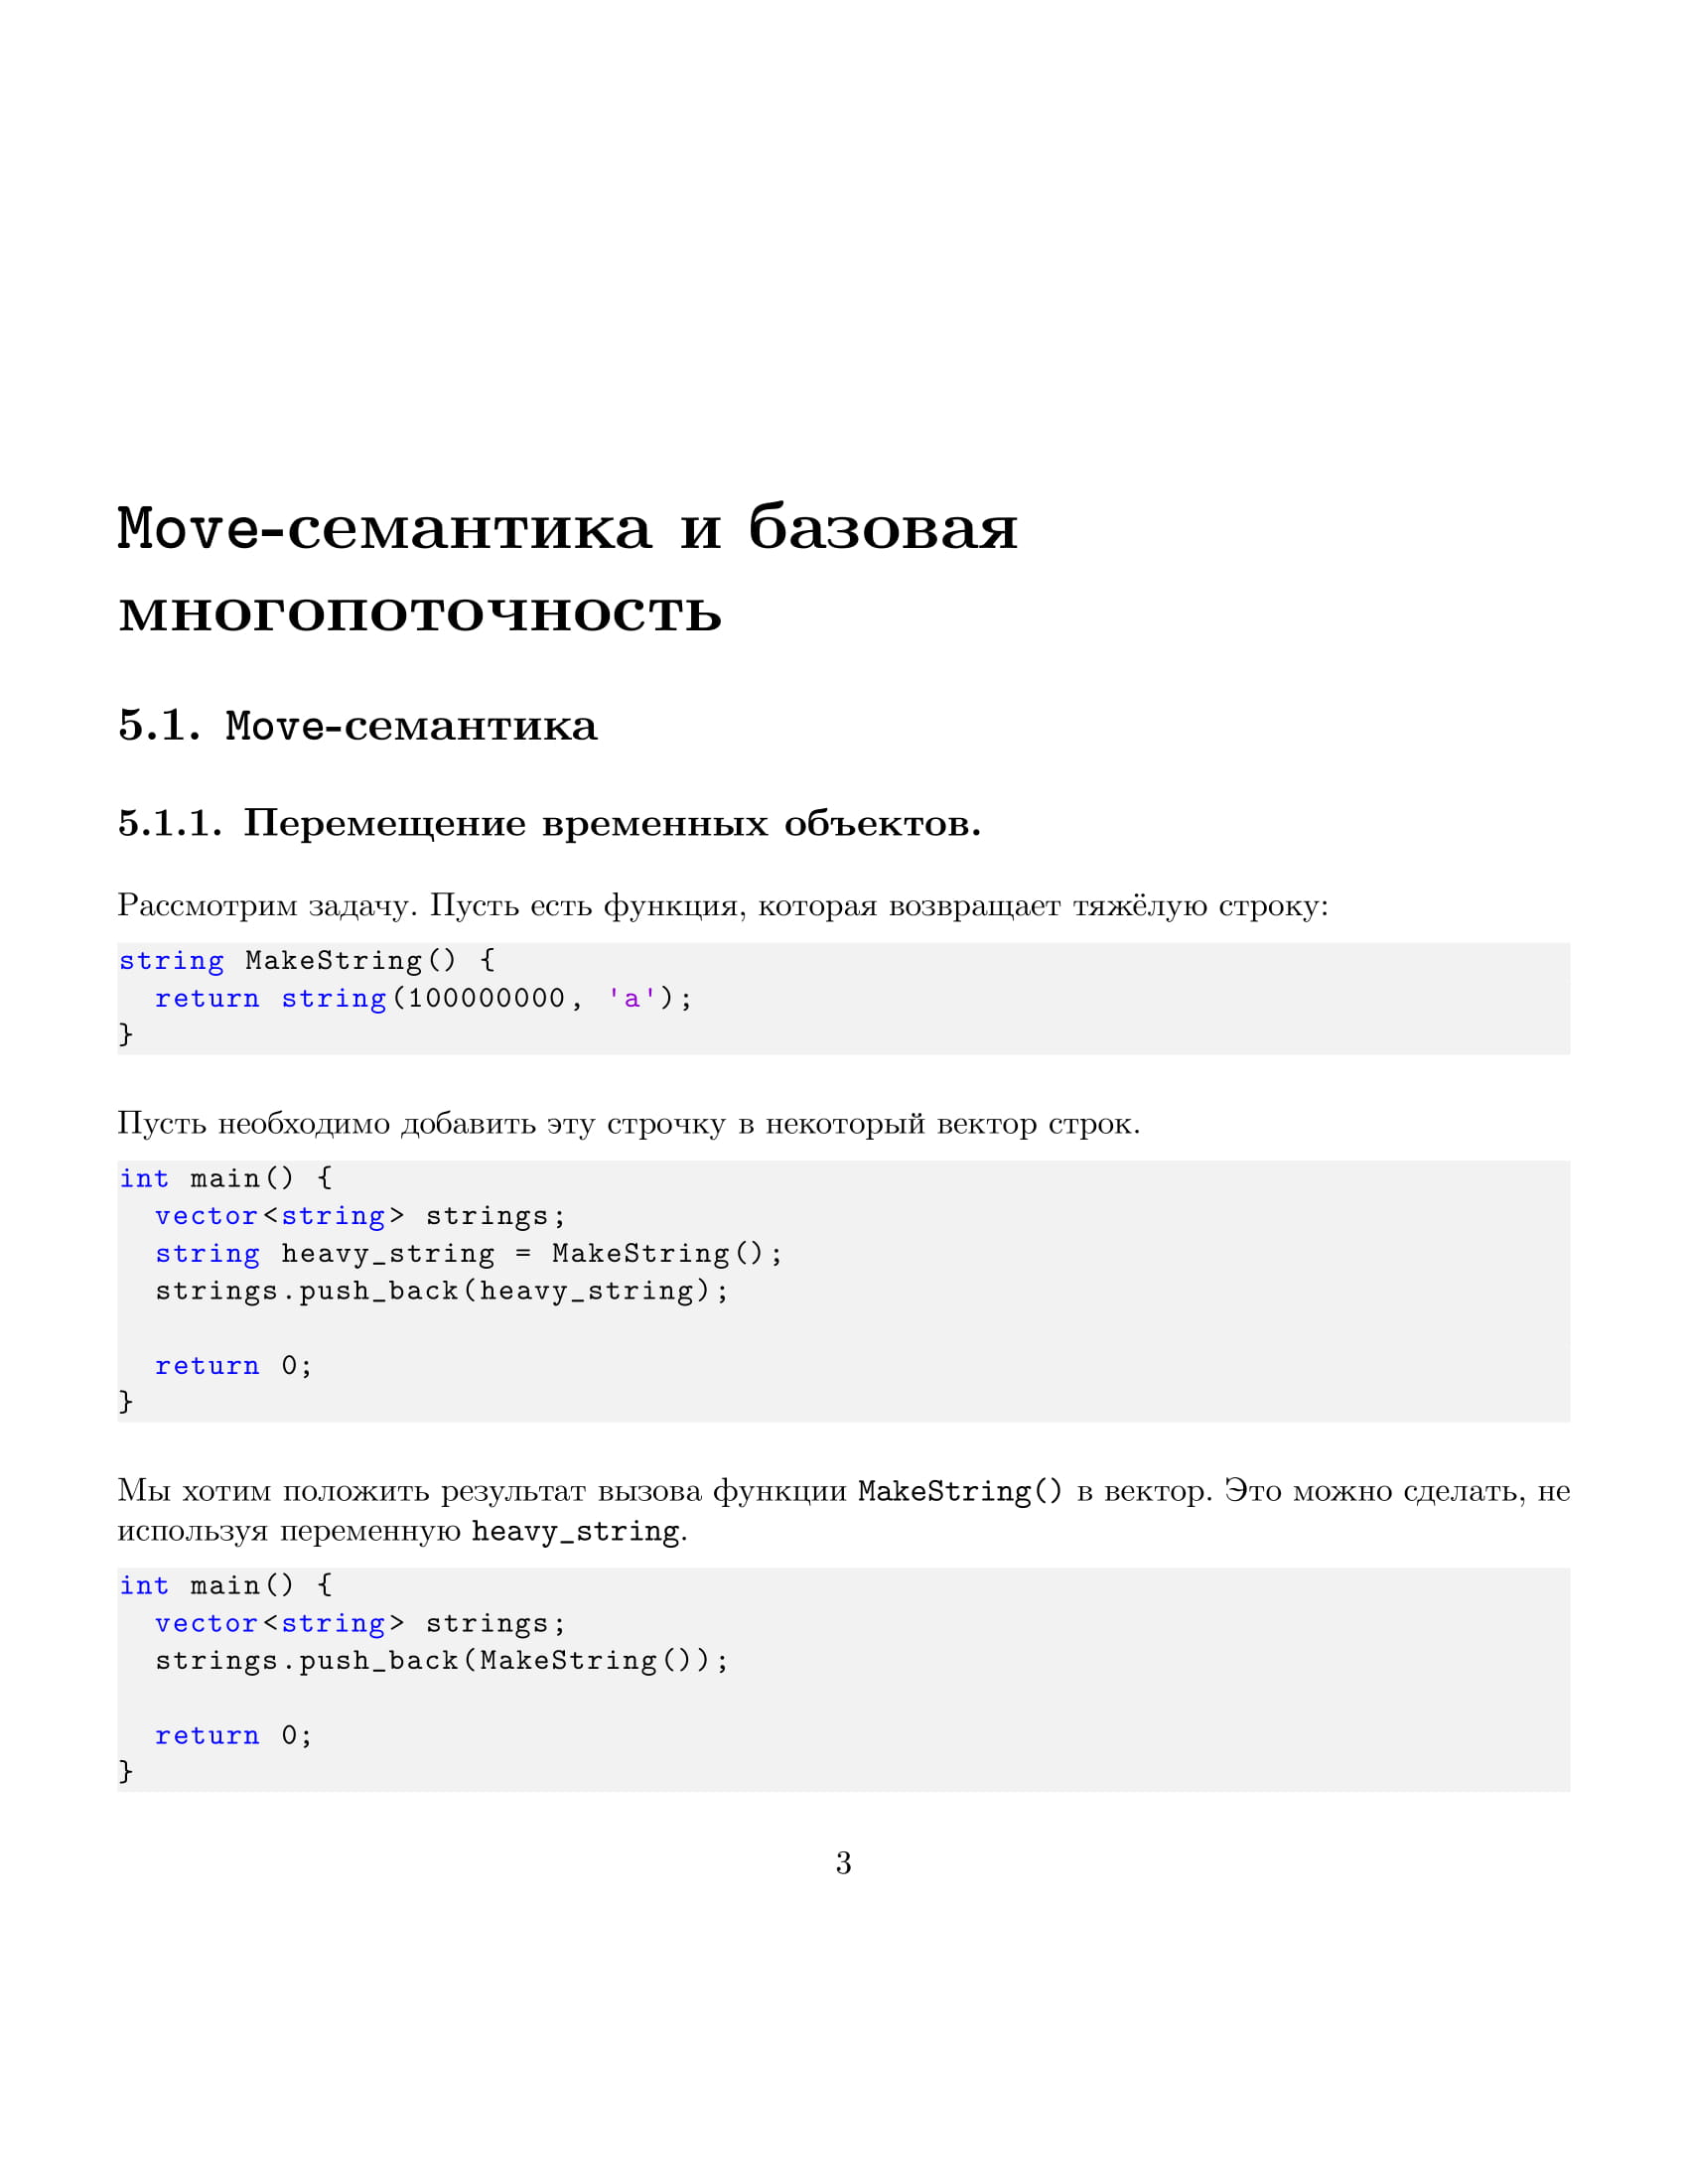 Move-семантика и базовая
многопоточность
5.1. Move-семантика
5.1.1. Перемещение временных объектов.
Рассмотрим задачу. Пусть есть функция, которая возвращает тяжёлую строку:
string MakeString() {
  return string(100000000, 'a');
}
Пусть необходимо добавить эту строчку в некоторый вектор строк.
int main() {
  vector<string> strings;
  string heavy_string = MakeString();
  strings.push_back(heavy_string);
  return 0;
}
Мы хотим положить результат вызова функции MakeString() в вектор. Это можно сделать, не
используя переменную heavy_string.
int main() {
  vector<string> strings;
  strings.push_back(MakeString());
  return 0;
}
3